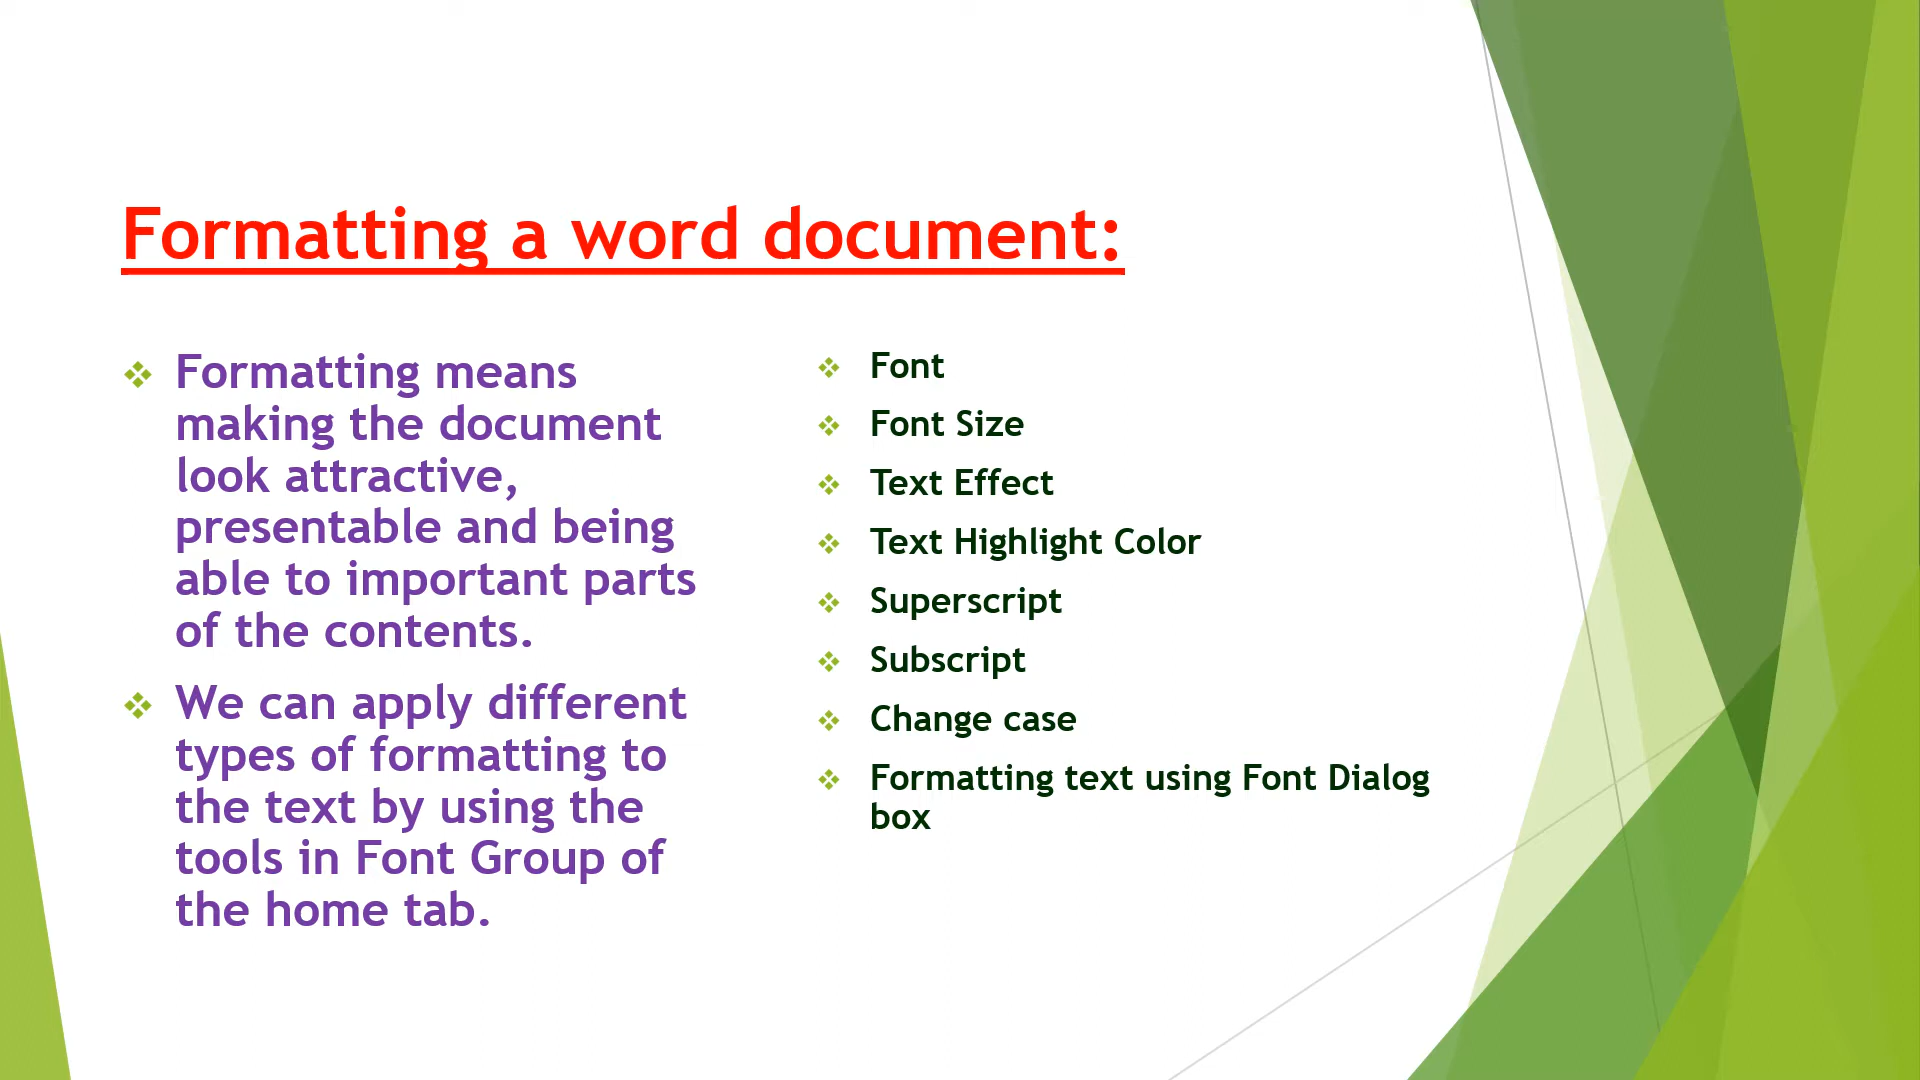 Formatting a word document:
Formatting means
making the document
look attractive,
presentable and being
able to important parts
of the contents.
We can apply different
types of formatting to
the text by using the
tools in Font Group of
the home tab.
Font
Font Size
Text Effect
Text Highlight Color
Superscript
Subscript
Change case
Formatting text using Font Dialog
box